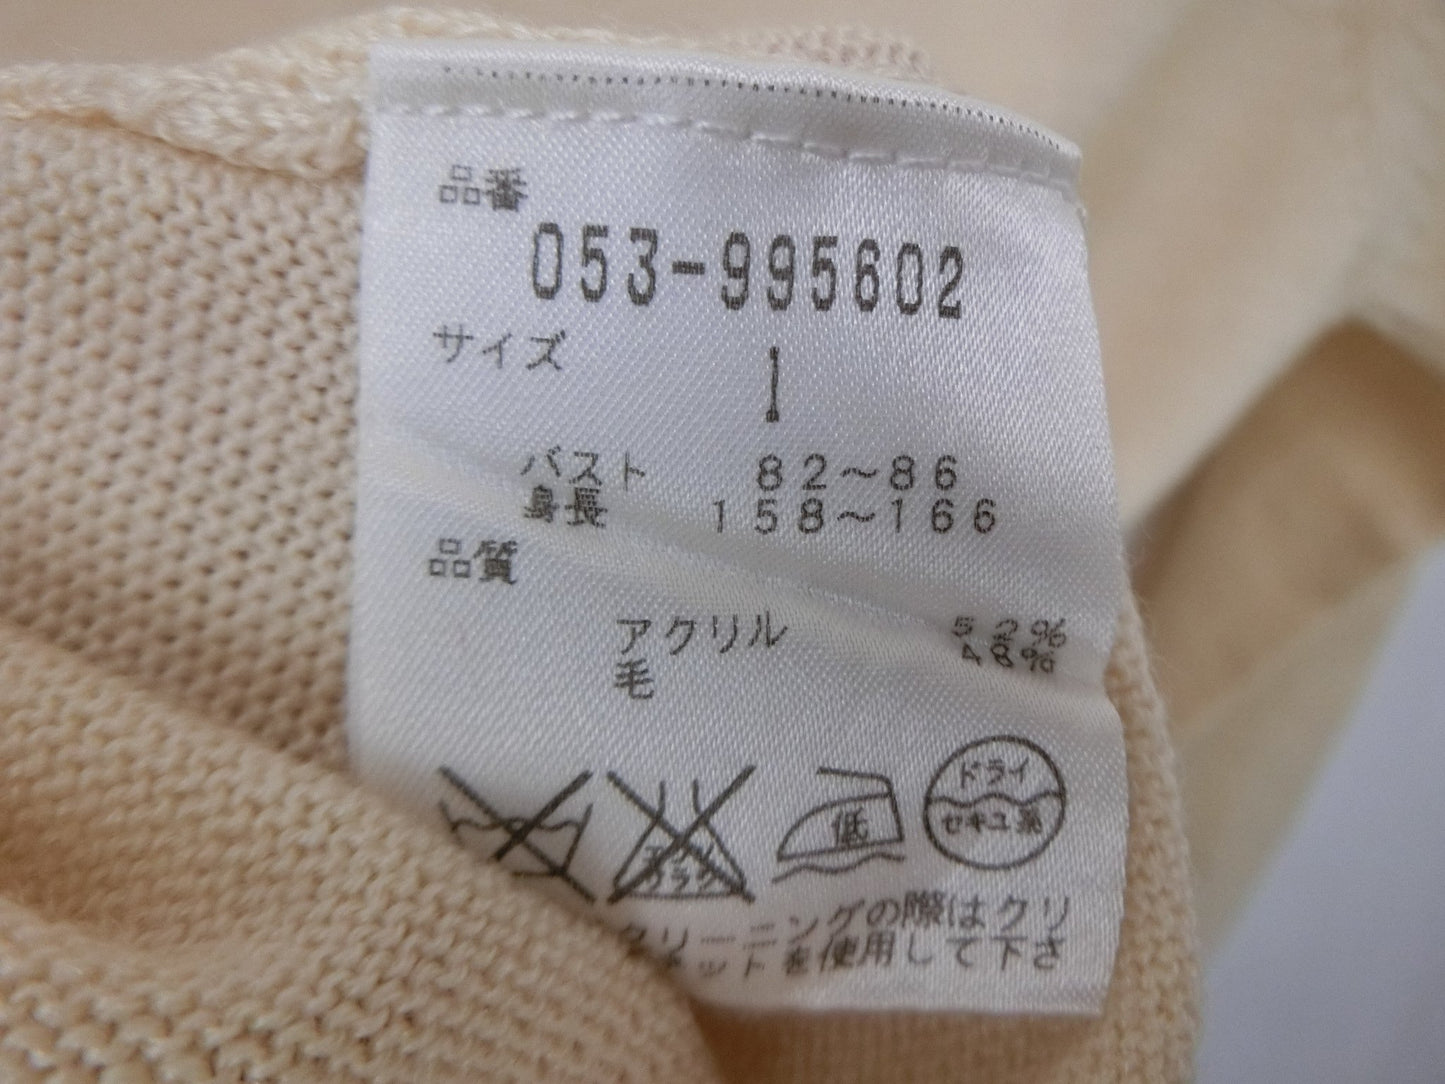 品番
053-995602
サイズ 1
バスト 82～86
身長 158～166
品質
アクリル 52%
毛 48%
低
ドライ
セキユ系
クリーニングの際はクリ
ネットを使用して下さ